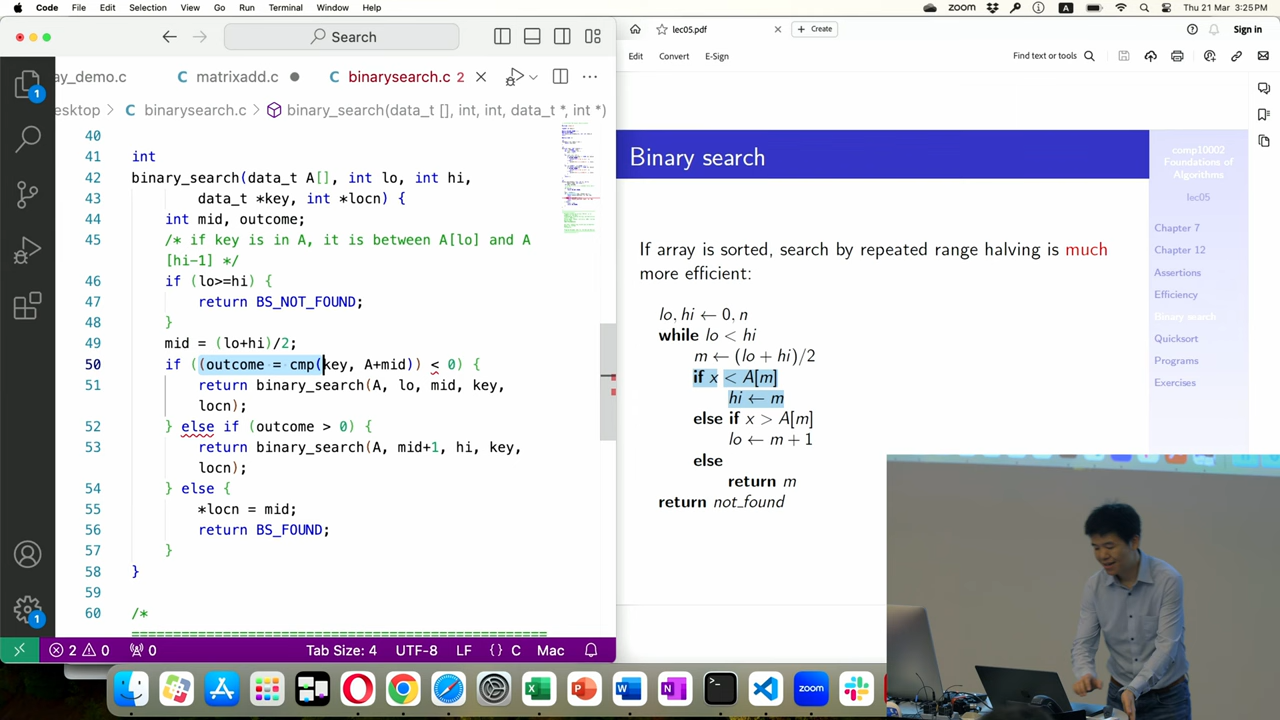 Code File Edit Selection View Go Run Terminal Window Help
zoom A Thu 21 Mar 3:25PM
Search
ay_demo.c
matrixadd.c
binarysearch.c 2
esktop
binarysearch.c
binary_search(data_t [], int, int, data_t *, int *)
40
41 int
42 binary_search(data_t A[], int lo, int hi,
43 data_t *key, int *locn) {
44 int mid, outcome;
45 /* if key is in A, it is between A[lo] and A
[hi-1] */
46 if (lo>=hi) {
47 return BS_NOT_FOUND;
48 }
49 mid = (lo+hi)/2;
50 if ((outcome = cmp(key, A+mid)) < 0) {
51 return binary_search(A, lo, mid, key,
locn);
52 } else if (outcome > 0) {
53 return binary_search(A, mid+1, hi, key,
locn);
54 } else {
55 *locn = mid;
56 return BS_FOUND;
57 }
58 }
59
60 /*
=====================================================
1
1
2 0 0 Tab Size: 4 UTF-8 LF {} C Mac
lec05.pdf
+ Create
Sign in
Edit Convert E-Sign
Find text or tools
Binary search
If array is sorted, search by repeated range halving is much
more efficient:
lo, hi ← 0, n
while lo < hi
m ← (lo + hi)/2
if x < A[m]
hi ← m
else if x > A[m]
lo ← m + 1
else
return m
return not_found
comp10002
Foundations of
Algorithms
lec05
Chapter 7
Chapter 12
Assertions
Efficiency
Binary search
Quicksort
Programs
Exercises
zoom